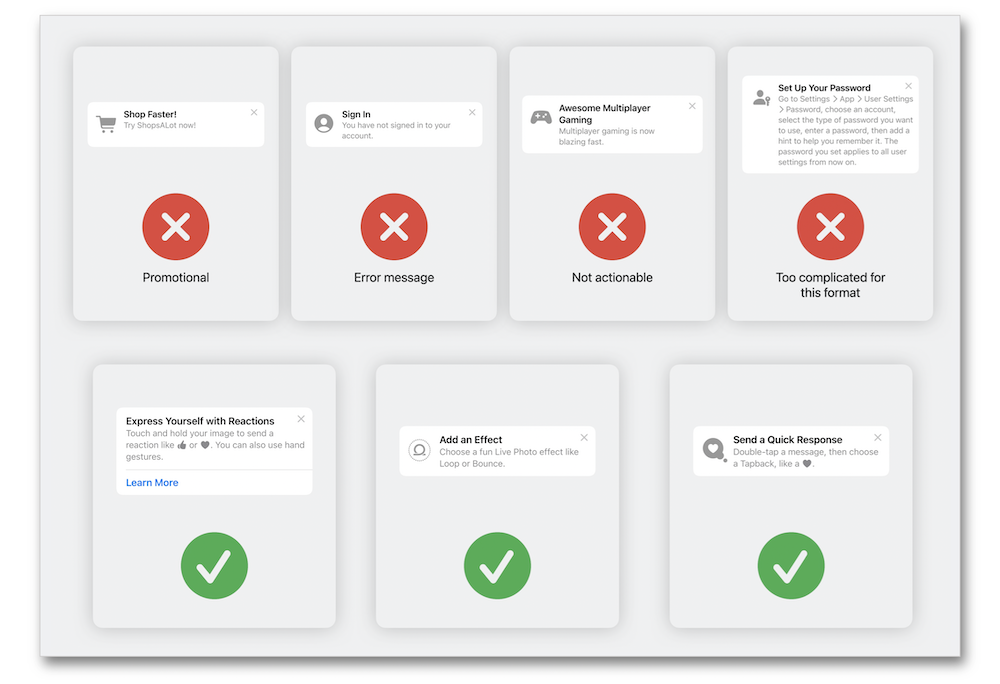 Shop Faster!
Try ShopsALot now!
Promotional
Sign In
You have not signed in to your
account.
Error message
Awesome Multiplayer
Gaming
Multiplayer gaming is now
blazing fast.
Not actionable
Set Up Your Password
Go to Settings > App > User Settings
> Password, choose an account,
select the type of password you want
to use, enter a password, then add a
hint to help you remember it. The
password you set applies to all user
settings from now on.
Too complicated for
this format
Express Yourself with Reactions
Touch and hold your image to send a
reaction like 👍 or ♥. You can also use hand
gestures.
Learn More
Add an Effect
Choose a fun Live Photo effect like
Loop or Bounce.
Send a Quick Response
Double-tap a message, then choose
a Tapback, like a ♥.